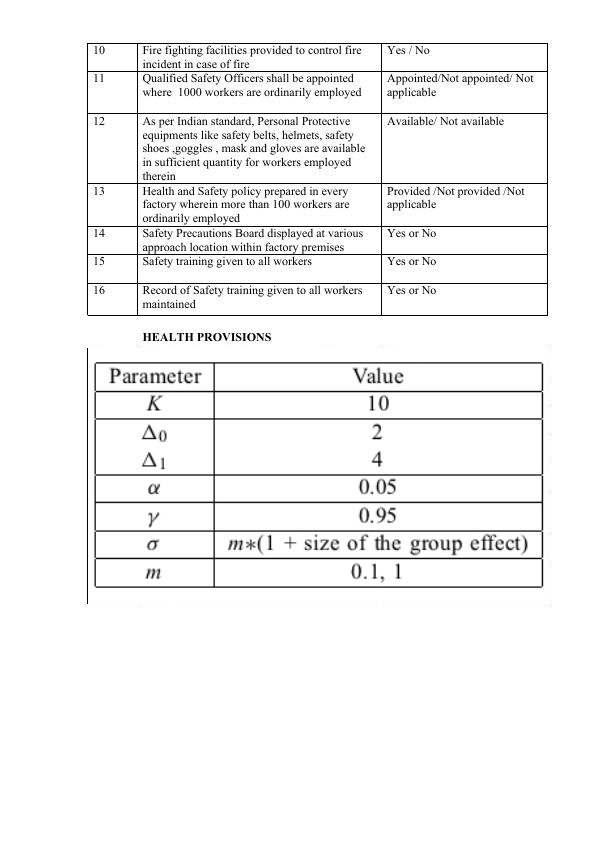 10 Fire fighting facilities provided to control fire Yes / No
incident in case of fire
11 Qualified Safety Officers shall be appointed Appointed/Not appointed/ Not
where 1000 workers are ordinarily employed applicable
12 As per Indian standard, Personal Protective Available/ Not available
equipments like safety belts, helmets, safety
shoes ,goggles , mask and gloves are available
in sufficient quantity for workers employed
therein
13 Health and Safety policy prepared in every Provided /Not provided /Not
factory wherein more than 100 workers are applicable
ordinarily employed
14 Safety Precautions Board displayed at various Yes or No
approach location within factory premises
15 Safety training given to all workers Yes or No
16 Record of Safety training given to all workers Yes or No
maintained
HEALTH PROVISIONS
Parameter Value
K 10
Δ0 2
Δ1 4
α 0.05
γ 0.95
σ m*(1 + size of the group effect)
m 0.1, 1